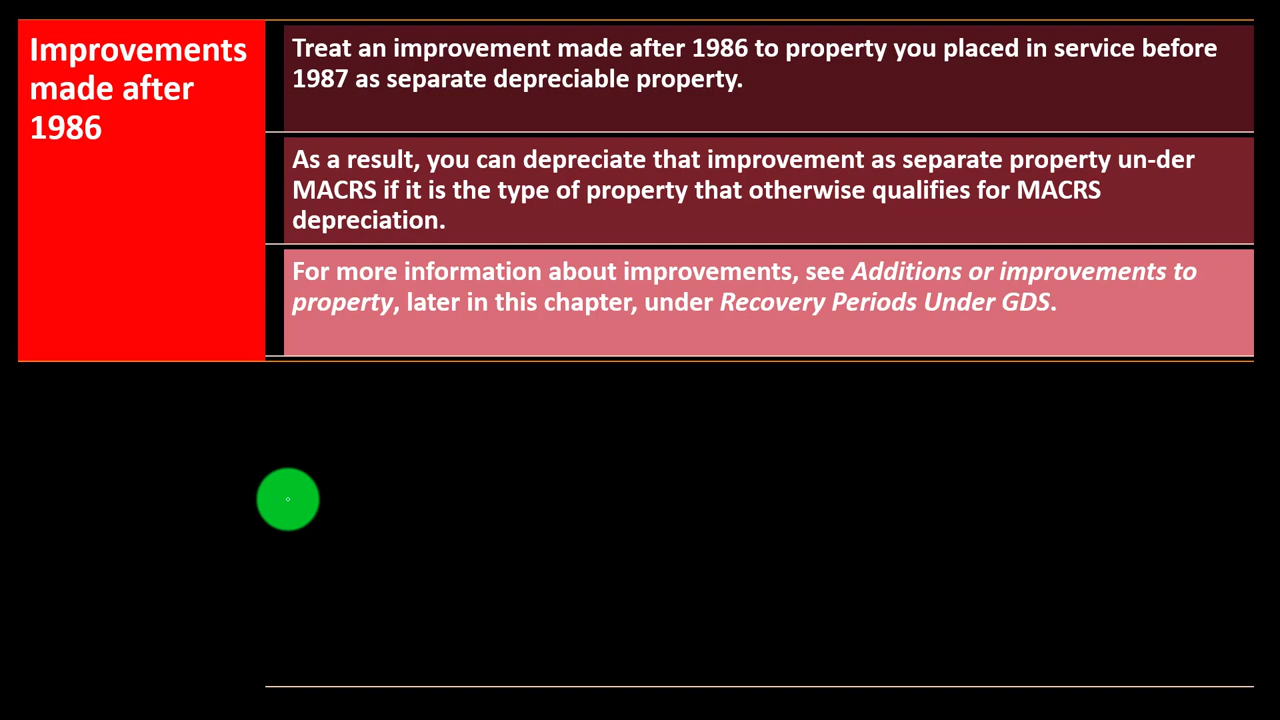 Improvements
made after
1986
Treat an improvement made after 1986 to property you placed in service before
1987 as separate depreciable property.
As a result, you can depreciate that improvement as separate property un-der
MACRS if it is the type of property that otherwise qualifies for MACRS
depreciation.
For more information about improvements, see Additions or improvements to
property, later in this chapter, under Recovery Periods Under GDS.